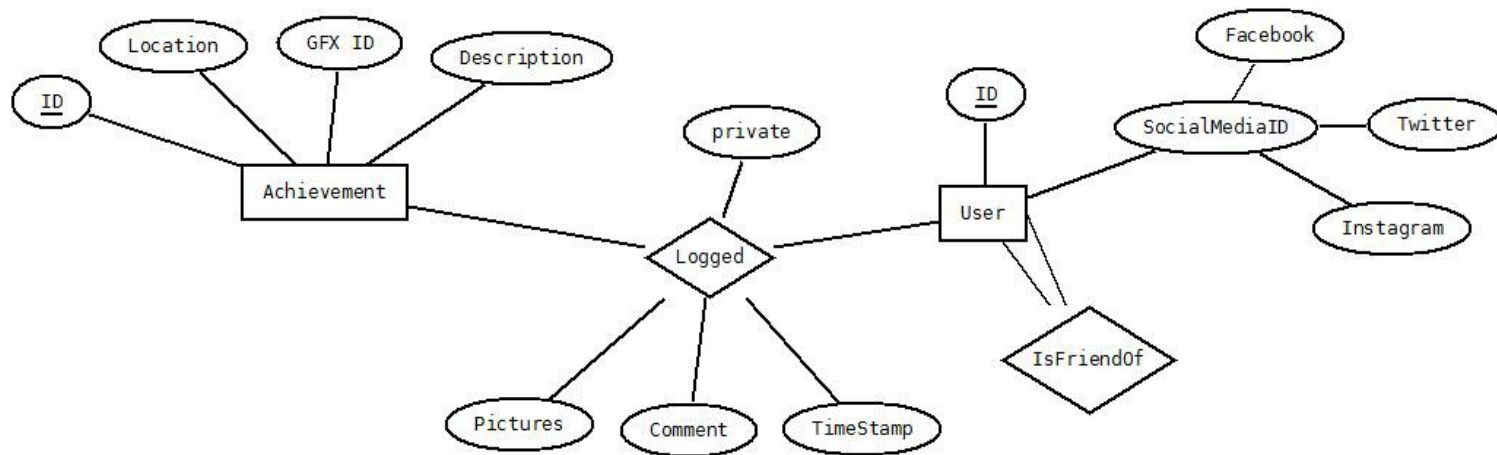 Facebook
Location
GFX ID
Description
ID
ID
SocialMediaID
Twitter
private
Achievement
User
Instagram
Logged
IsFriendOf
Pictures
Comment
TimeStamp